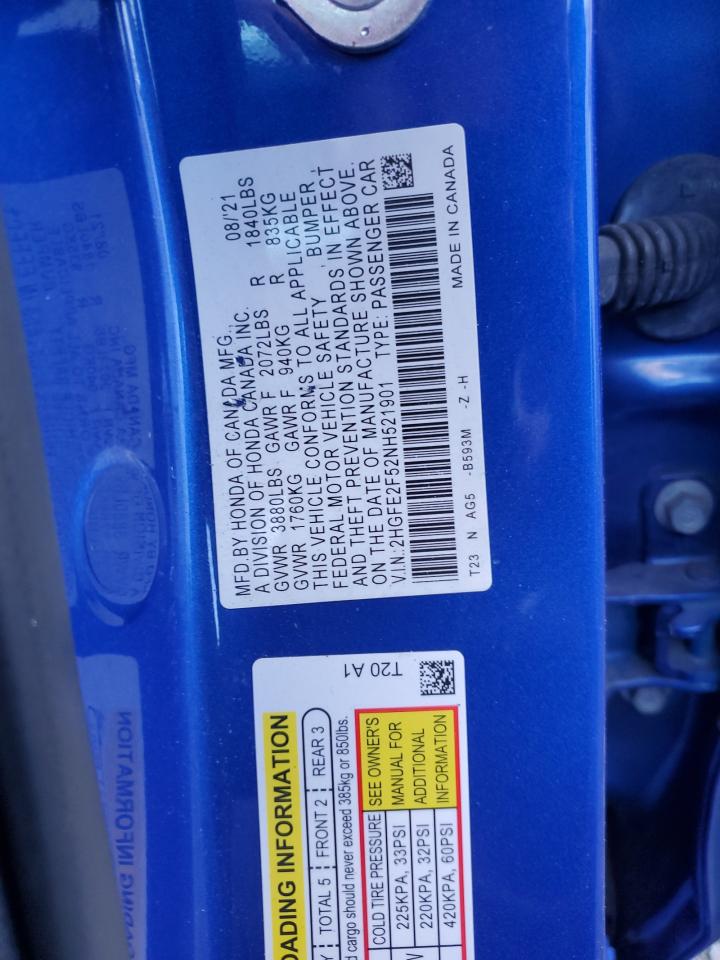 MFD.BY HONDA OF CANADA MFG., 08/'21
A DIVISION OF HONDA CANADA INC.
GVWR 3880LBS GAWR F 2072LBS R 1840LBS
GVWR 1760KG GAWR F 940KG R 835KG
THIS VEHICLE CONFORMS TO ALL APPLICABLE
FEDERAL MOTOR VEHICLE SAFETY , BUMPER ,
AND THEFT PREVENTION STANDARDS IN EFFECT
ON THE DATE OF MANUFACTURE SHOWN ABOVE.
V.I.N.:2HGFE2F52NH521901 TYPE: PASSENGER CAR
T23 N AG5 -B593M -Z -H MADE IN CANADA
T20 A1
OADING INFORMATION
TOTAL 5 FRONT 2 REAR 3
cargo should never exceed 385kg or 850lbs.
COLD TIRE PRESSURE SEE OWNER'S
225KPA, 33PSI MANUAL FOR
220KPA, 32PSI ADDITIONAL
420KPA, 60PSI INFORMATION